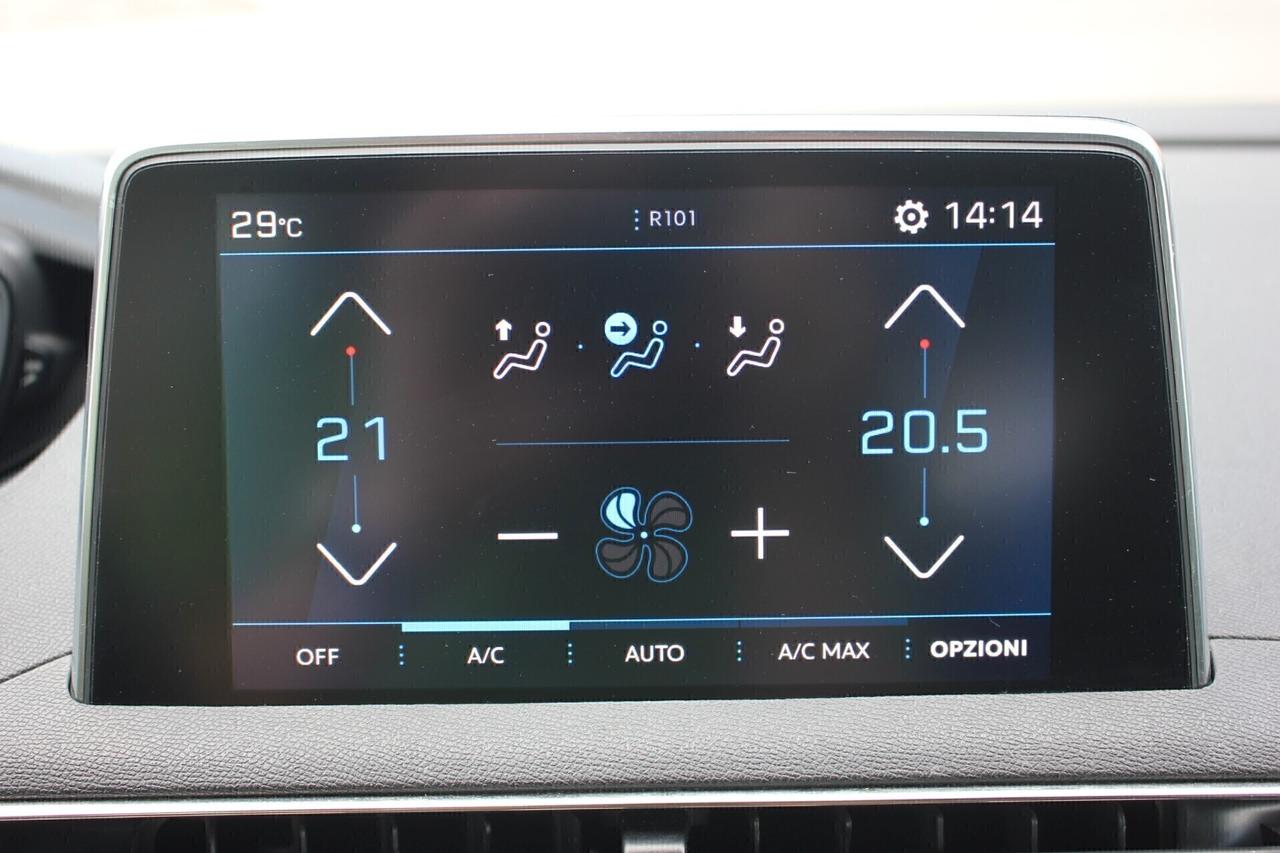 29°C R101 14:14
21 20.5
OFF A/C AUTO A/C MAX OPZIONI